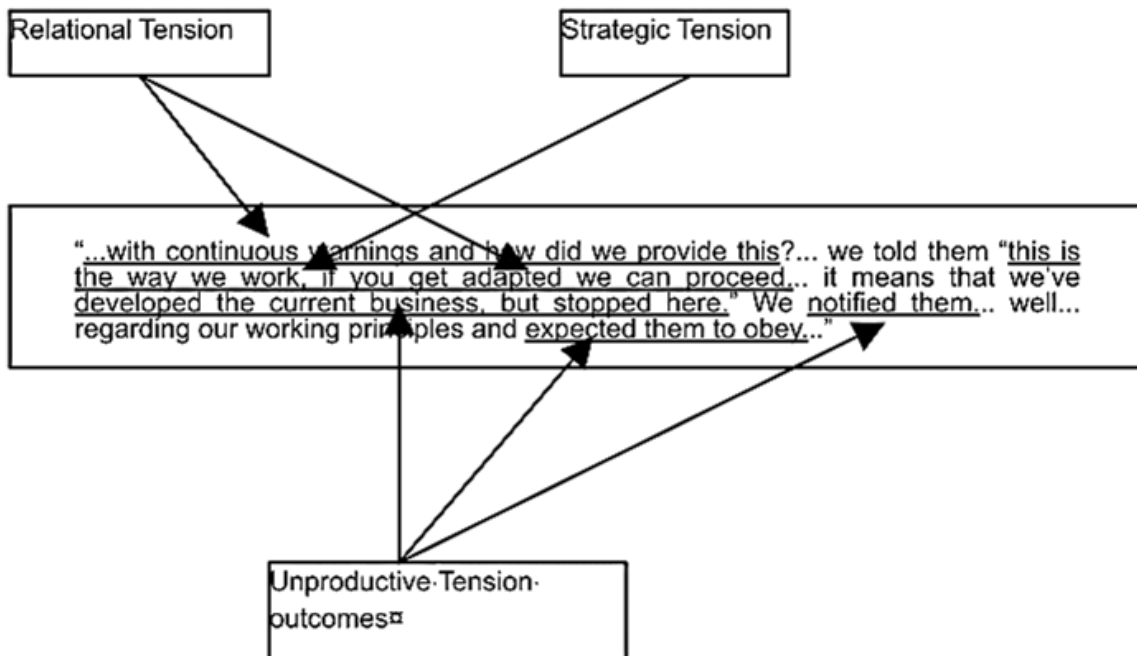 Relational Tension
Strategic Tension
“...with continuous warnings and how did we provide this?... we told them “this is
the way we work, if you get adapted we can proceed... it means that we’ve
developed the current business, but stopped here.” We notified them... well...
regarding our working principles and expected them to obey...”
Unproductive·Tension·
outcomes¤